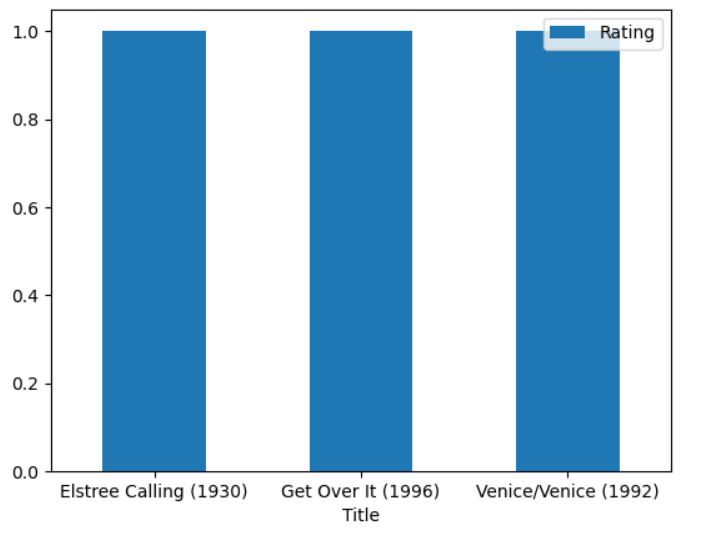 Rating
1.0
0.8
0.6
0.4
0.2
0.0
Elstree Calling (1930) Get Over It (1996) Venice/Venice (1992)
Title